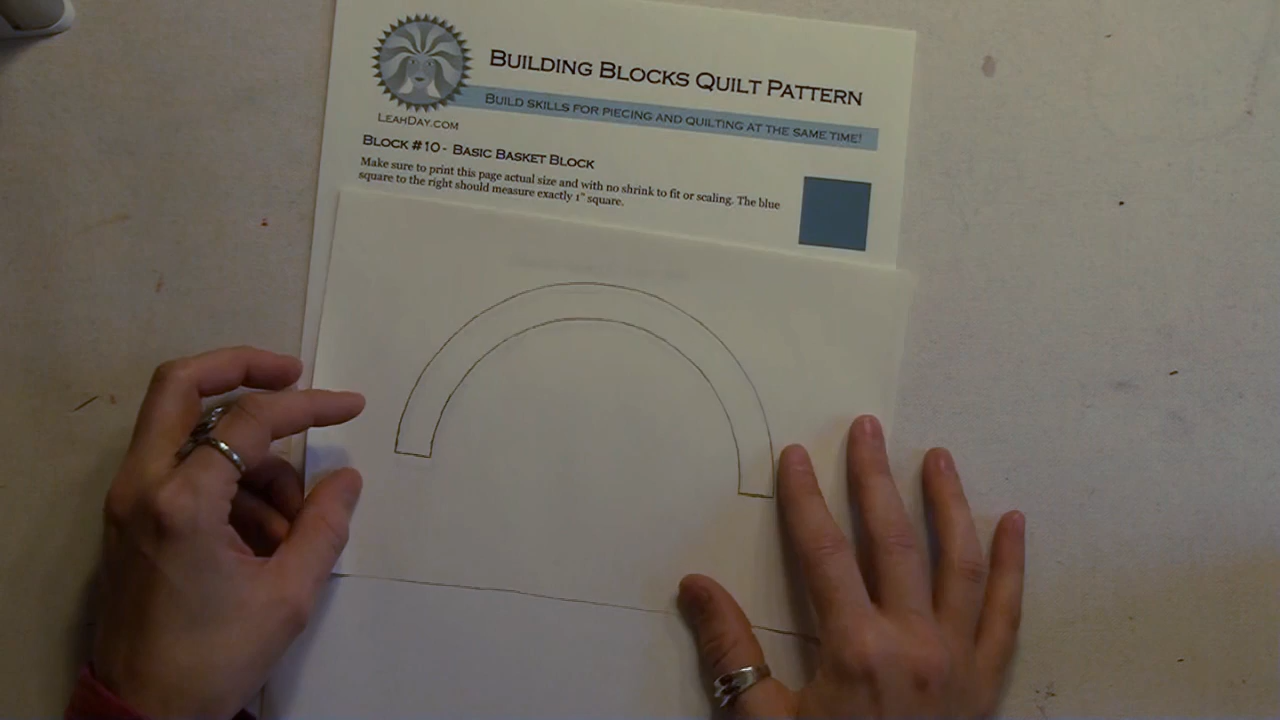 BUILDING BLOCKS QUILT PATTERN
BUILD SKILLS FOR PIECING AND QUILTING AT THE SAME TIME!
LEAHDAY.COM
BLOCK #10 - BASIC BASKET BLOCK
Make sure to print this page actual size and with no shrink to fit or scaling. The blue
square to the right should measure exactly 1" square.